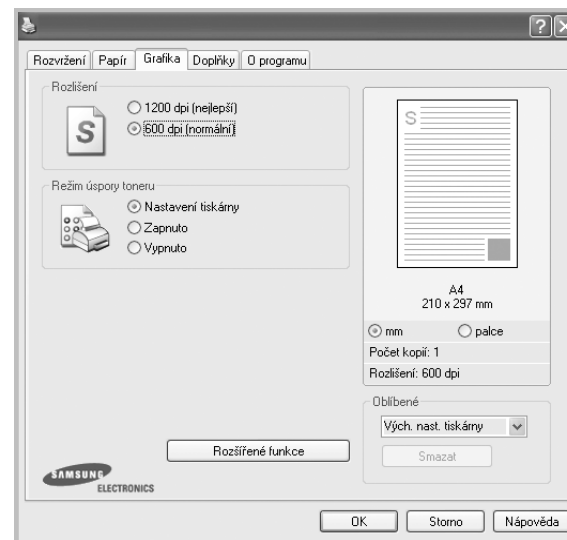 Rozvržení Papír Grafika Doplňky O programu
Rozlišení
S
1200 dpi (nejlepší)
600 dpi (normální)
Režim úspory toneru
Nastavení tiskárny
Zapnuto
Vypnuto
S
A4
210 x 297 mm
mm palce
Počet kopií: 1
Rozlišení: 600 dpi
Oblíbené
Vých. nast. tiskárny
Smazat
Rozšířené funkce
SAMSUNG
ELECTRONICS
OK Storno Nápověda